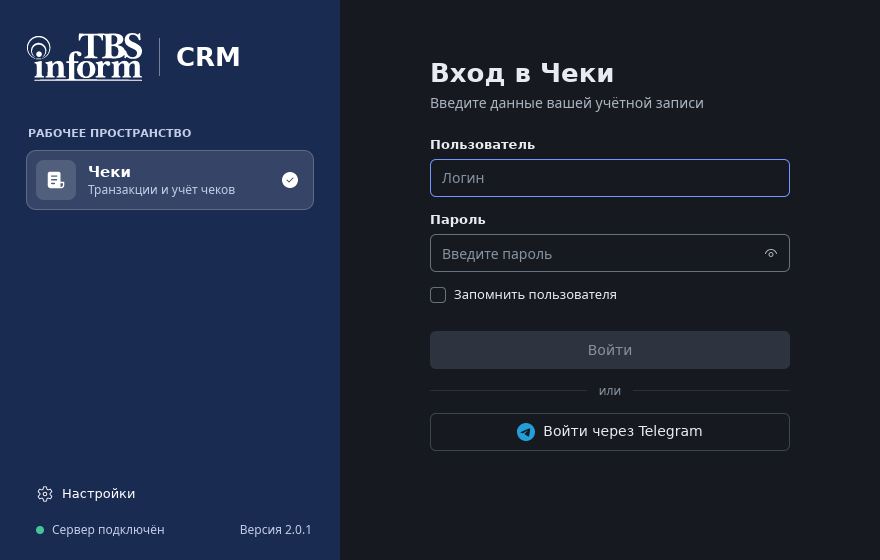 TBS
inform
CRM
РАБОЧЕЕ ПРОСТРАНСТВО
Чеки
Транзакции и учёт чеков
Настройки
Сервер подключён
Версия 2.0.1
Вход в Чеки
Введите данные вашей учётной записи
Пользователь
Логин
Пароль
Введите пароль
Запомнить пользователя
Войти
или
Войти через Telegram